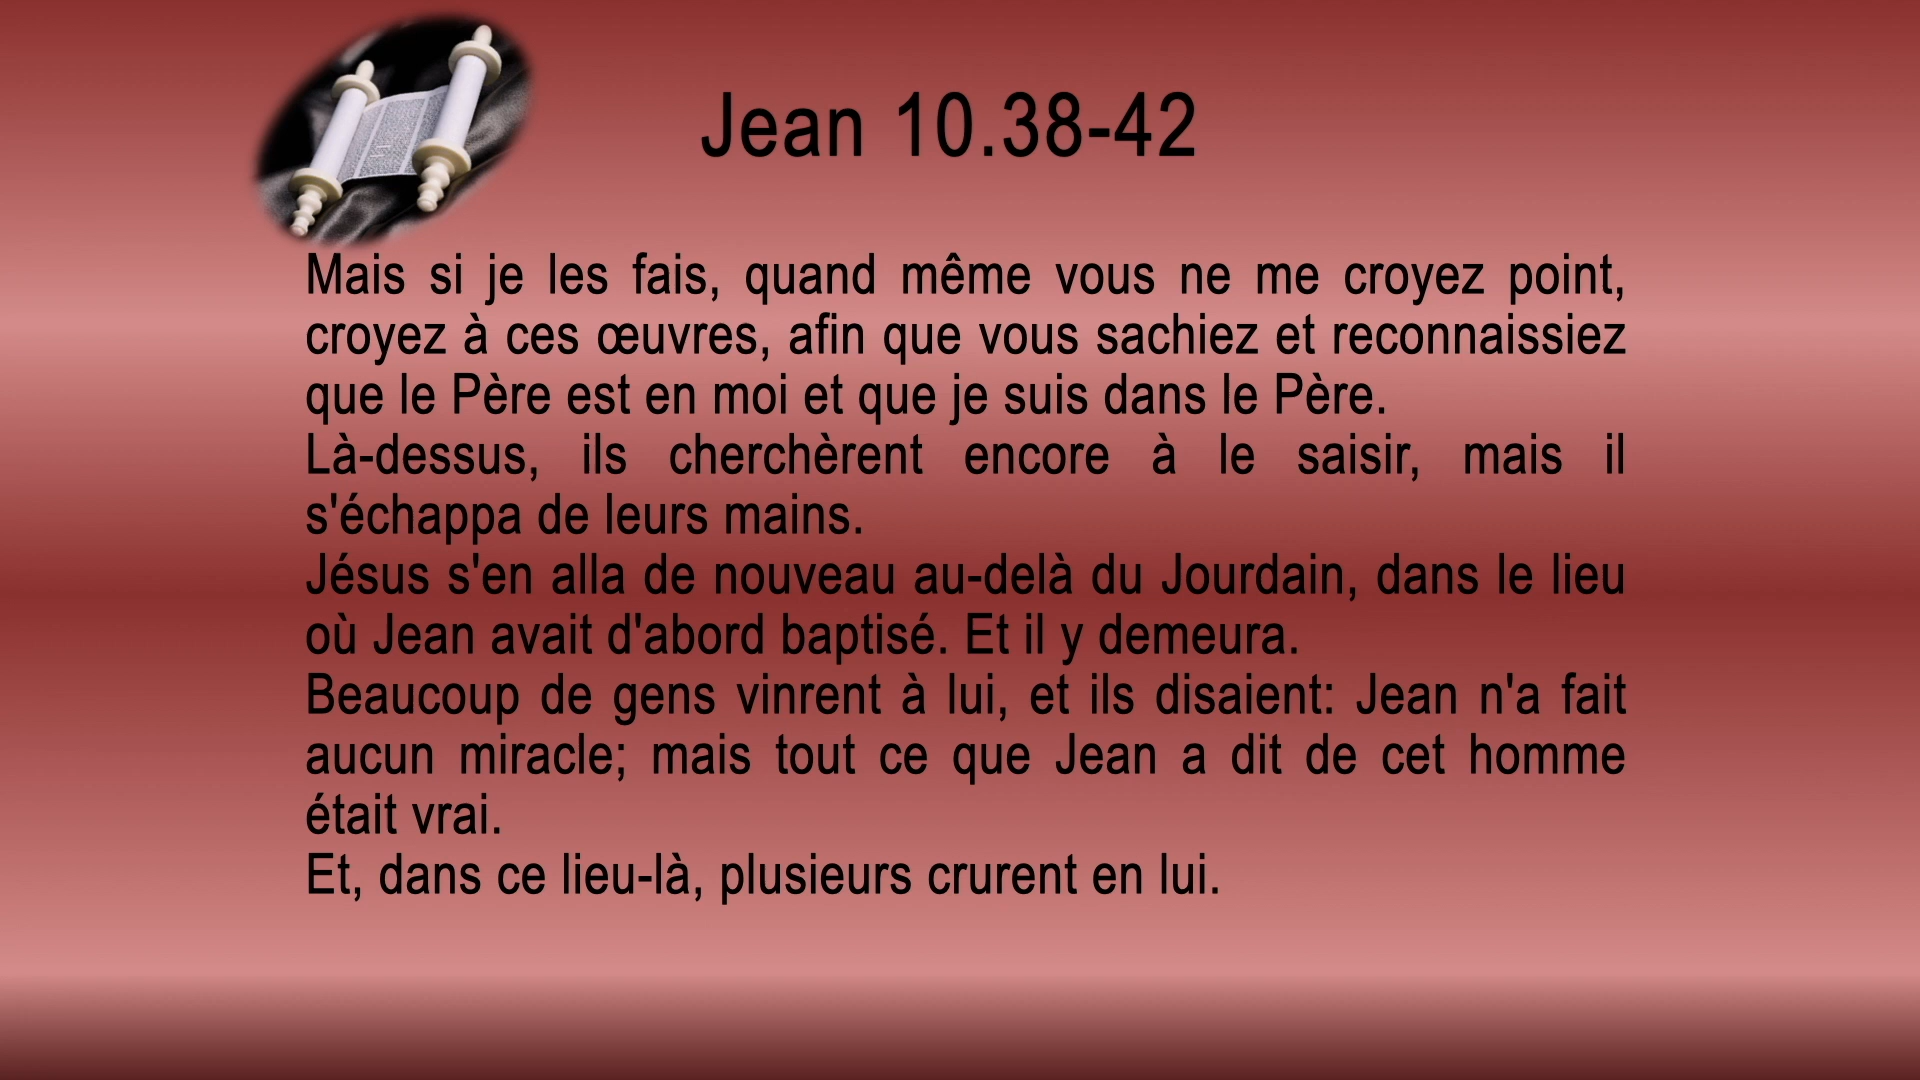 Jean 10.38-42
Mais si je les fais, quand même vous ne me croyez point,
croyez à ces œuvres, afin que vous sachiez et reconnaissiez
que le Père est en moi et que je suis dans le Père.
Là-dessus, ils cherchèrent encore à le saisir, mais il
s'échappa de leurs mains.
Jésus s'en alla de nouveau au-delà du Jourdain, dans le lieu
où Jean avait d'abord baptisé. Et il y demeura.
Beaucoup de gens vinrent à lui, et ils disaient: Jean n'a fait
aucun miracle; mais tout ce que Jean a dit de cet homme
était vrai.
Et, dans ce lieu-là, plusieurs crurent en lui.